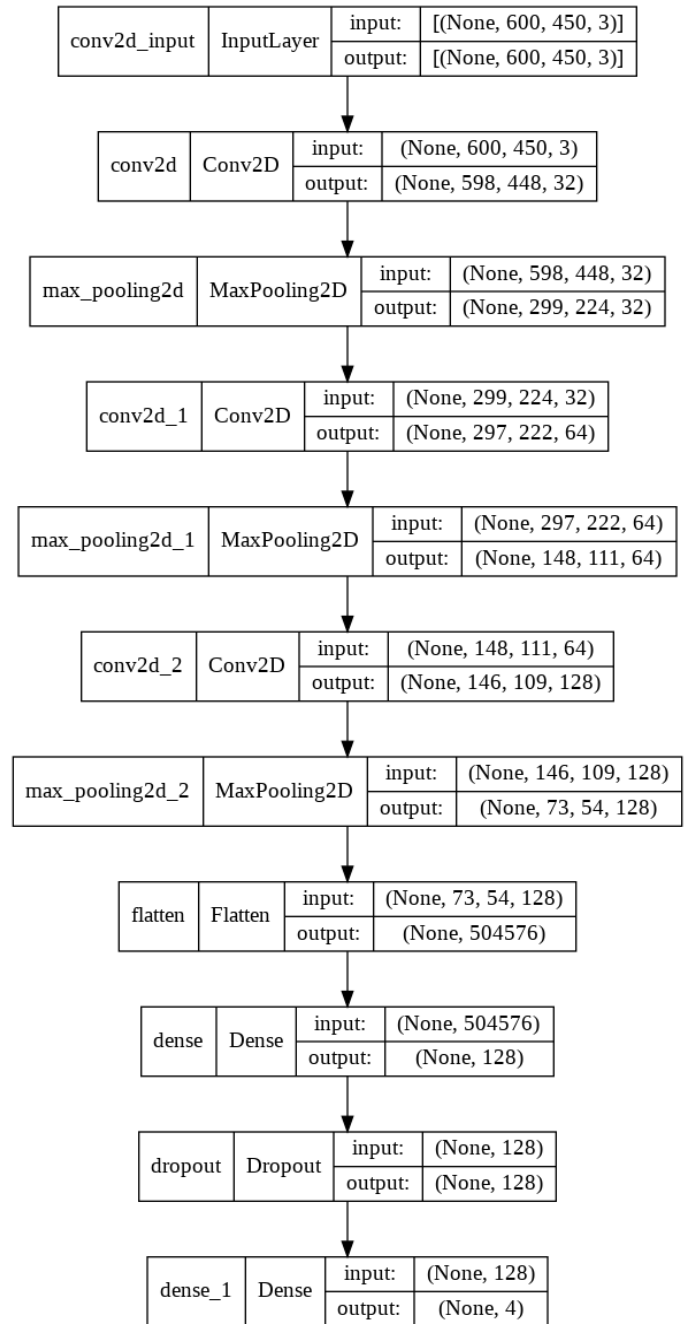 conv2d_input InputLayer input: [(None, 600, 450, 3)]
output: [(None, 600, 450, 3)]
conv2d Conv2D input: (None, 600, 450, 3)
output: (None, 598, 448, 32)
max_pooling2d MaxPooling2D input: (None, 598, 448, 32)
output: (None, 299, 224, 32)
conv2d_1 Conv2D input: (None, 299, 224, 32)
output: (None, 297, 222, 64)
max_pooling2d_1 MaxPooling2D input: (None, 297, 222, 64)
output: (None, 148, 111, 64)
conv2d_2 Conv2D input: (None, 148, 111, 64)
output: (None, 146, 109, 128)
max_pooling2d_2 MaxPooling2D input: (None, 146, 109, 128)
output: (None, 73, 54, 128)
flatten Flatten input: (None, 73, 54, 128)
output: (None, 504576)
dense Dense input: (None, 504576)
output: (None, 128)
dropout Dropout input: (None, 128)
output: (None, 128)
dense_1 Dense input: (None, 128)
output: (None, 4)